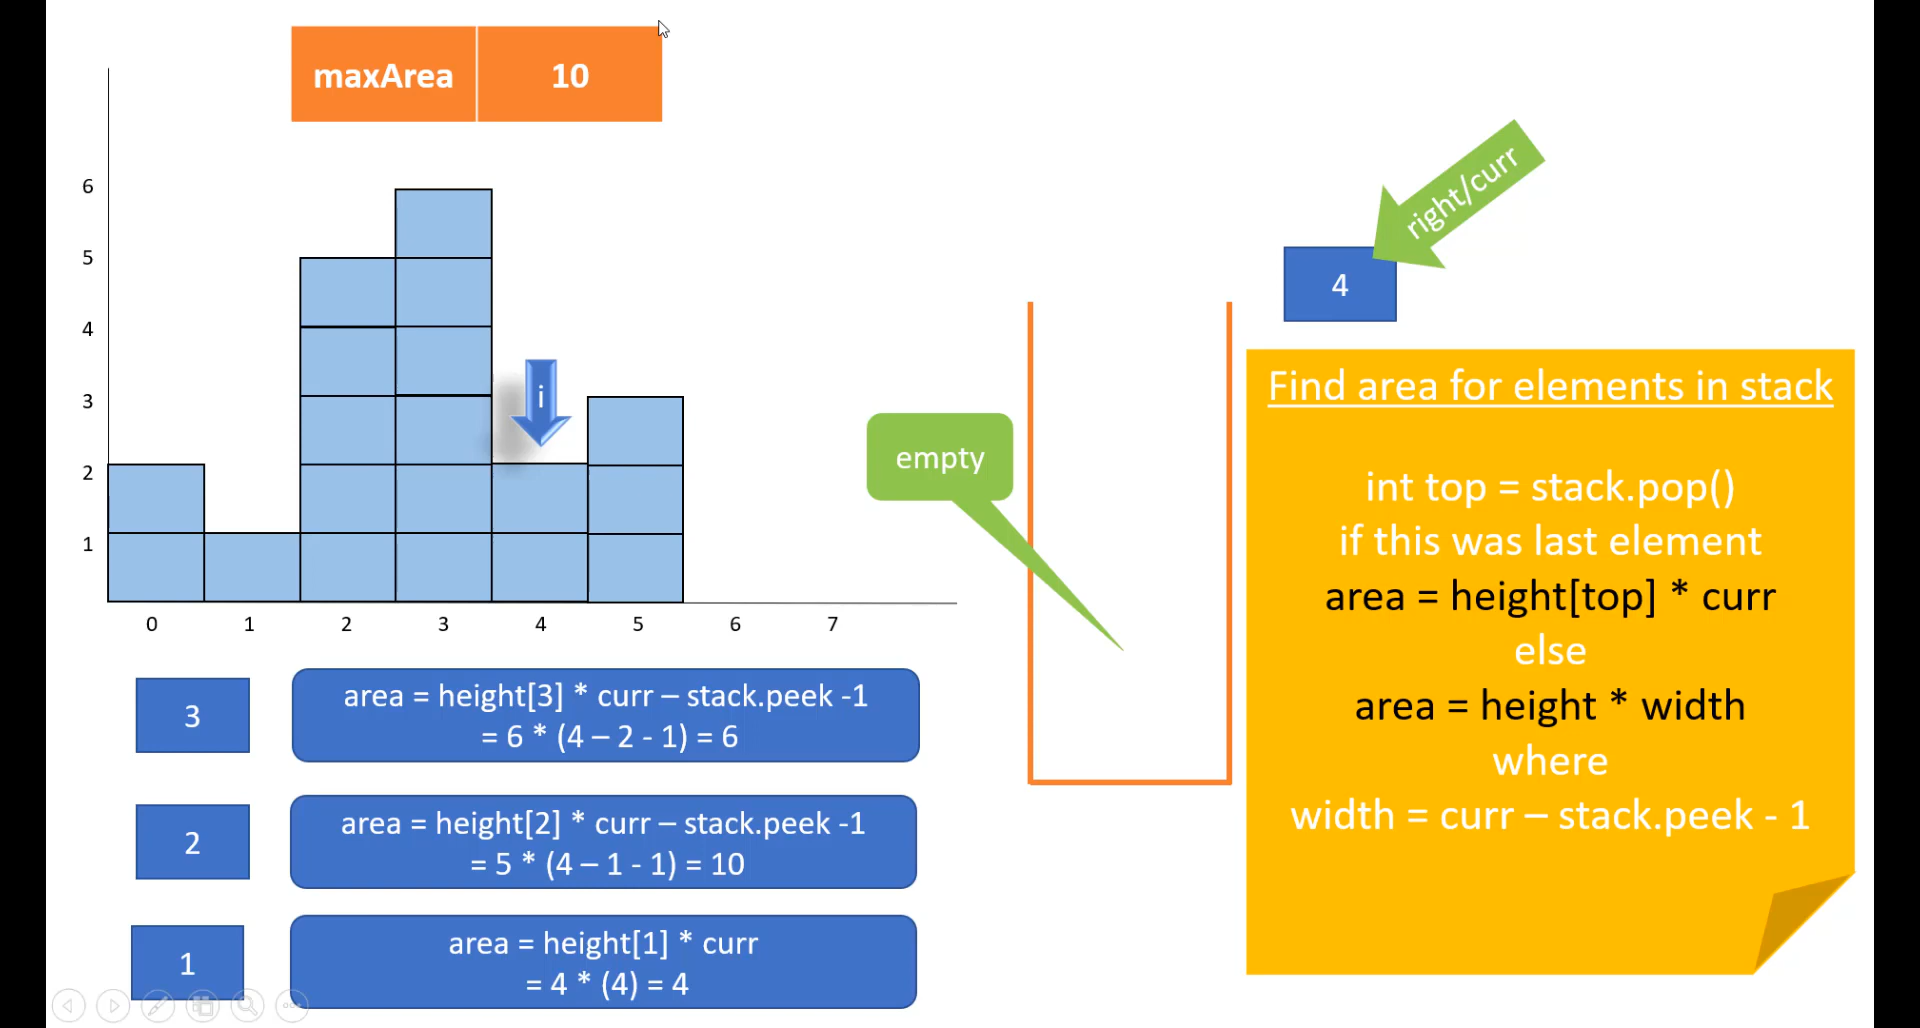 maxArea 10
right/curr
4
6
5
4
3
2
1
i
0 1 2 3 4 5 6 7
empty
Find area for elements in stack
int top = stack.pop()
if this was last element
area = height[top] * curr
else
area = height * width
where
width = curr – stack.peek - 1
3
area = height[3] * curr – stack.peek -1
= 6 * (4 – 2 - 1) = 6
2
area = height[2] * curr – stack.peek -1
= 5 * (4 – 1 - 1) = 10
1
area = height[1] * curr
= 4 * (4) = 4